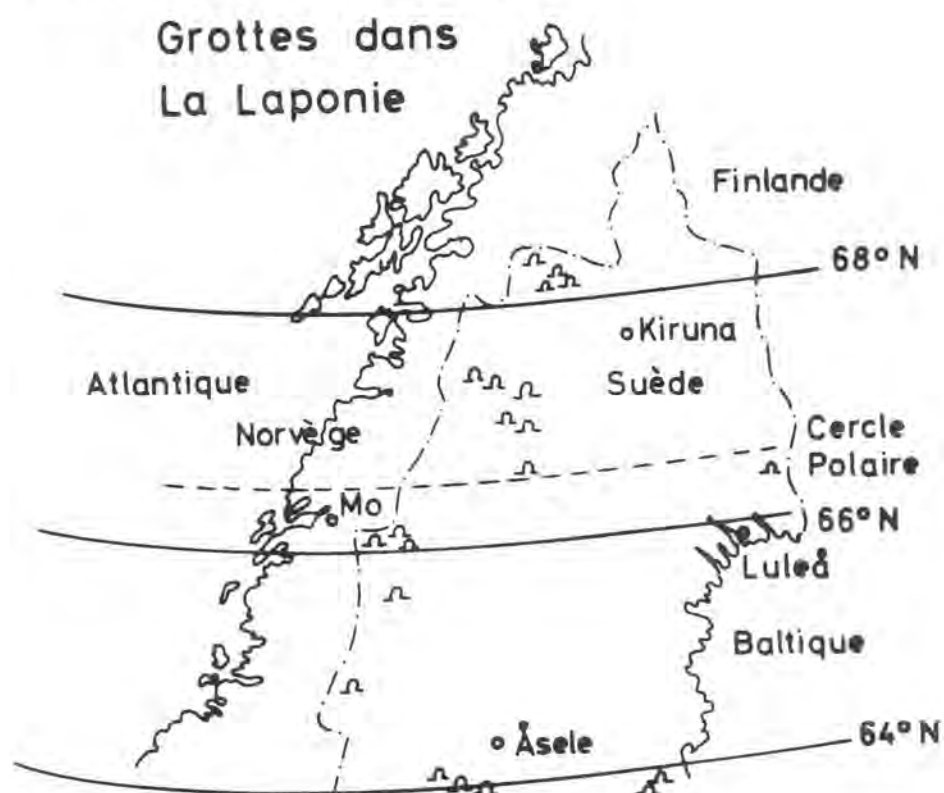 Grottes dans
La Laponie
Finlande
68° N
Kiruna
Atlantique
Suède
Norvège
Cercle
Polaire
Mo
66° N
Luleå
Baltique
Åsele
64° N